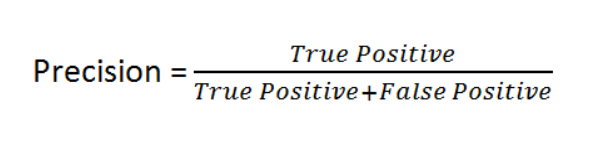 True Positive
Precision =
True Positive+False Positive